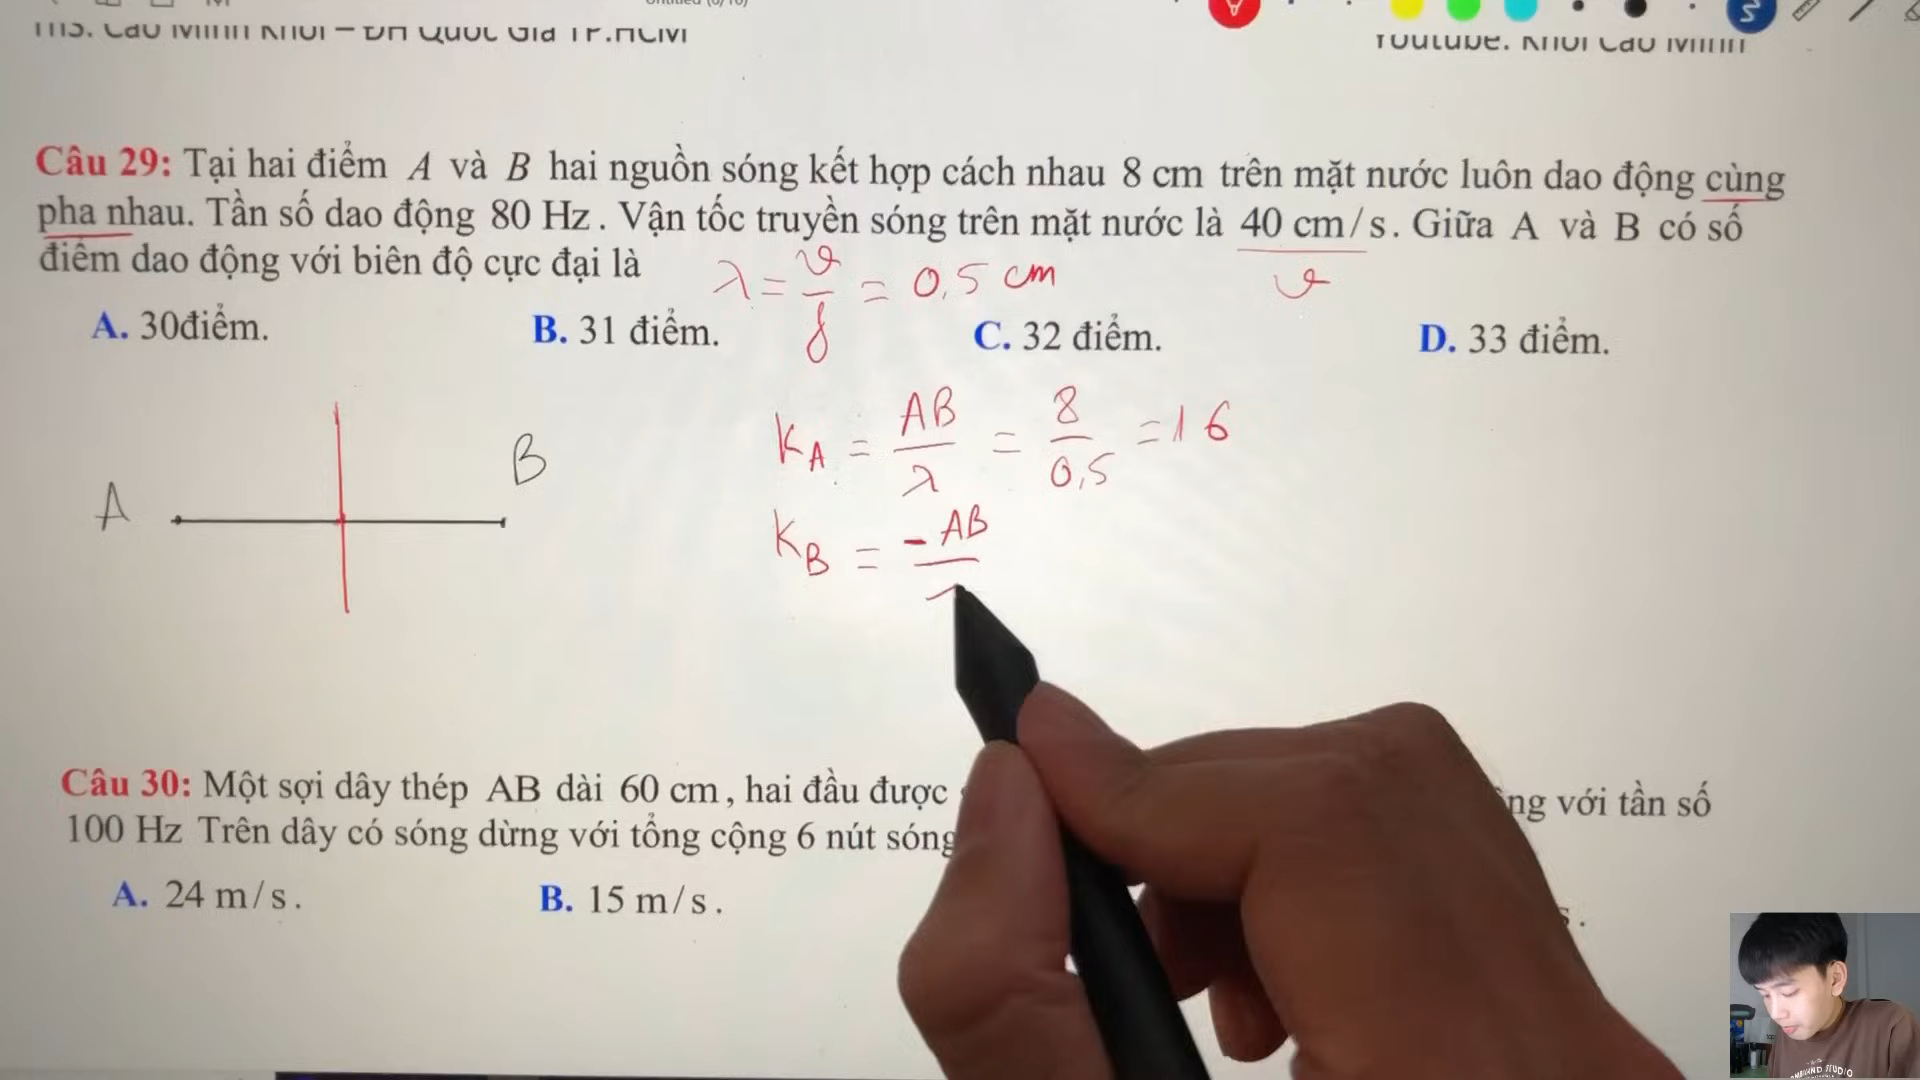 Câu 29: Tại hai điểm A và B hai nguồn sóng kết hợp cách nhau 8 cm trên mặt nước luôn dao động cùng
pha nhau. Tần số dao động 80 Hz. Vận tốc truyền sóng trên mặt nước là 40 cm/s. Giữa A và B có số
điểm dao động với biên độ cực đại là
λ = v/f = 0,5 cm
v
A. 30điểm. B. 31 điểm. C. 32 điểm. D. 33 điểm.
K_A = AB/λ = 8/0,5 = 16
A B
K_B = -AB
Câu 30: Một sợi dây thép AB dài 60 cm, hai đầu được
với tần số
100 Hz Trên dây có sóng dừng với tổng cộng 6 nút sóng
A. 24 m/s. B. 15 m/s.